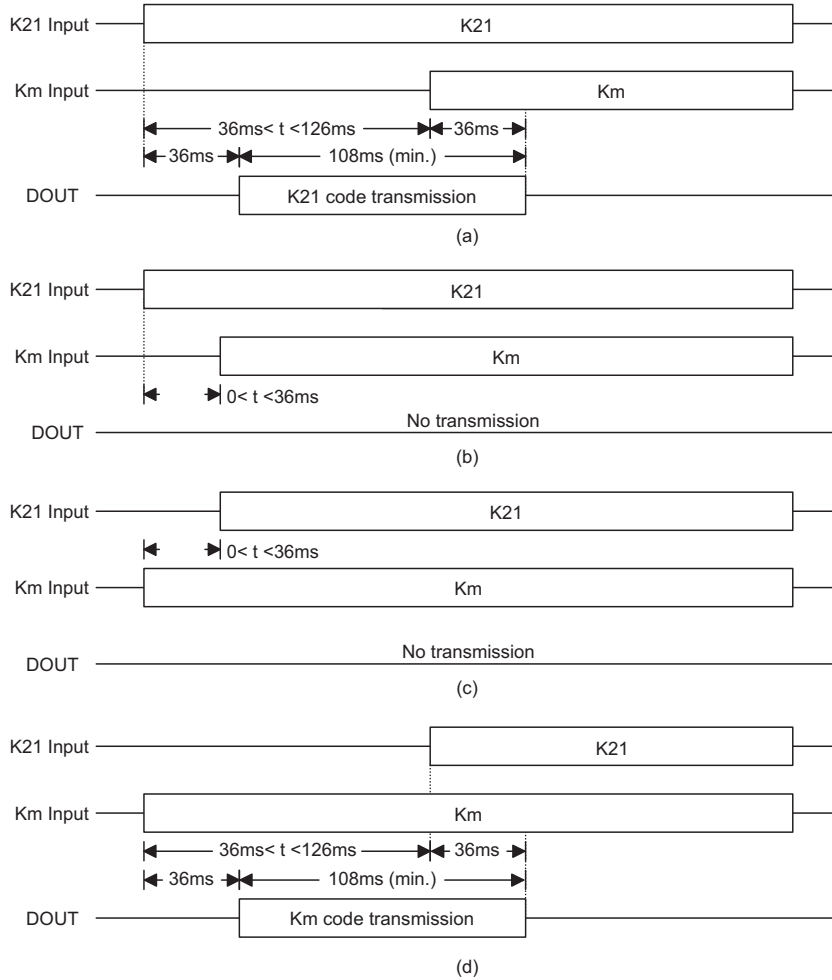 K21 Input
K21
Km Input
Km
36ms< t <126ms
36ms
36ms
108ms (min.)
DOUT
K21 code transmission
(a)
K21 Input
K21
Km Input
Km
0< t <36ms
No transmission
DOUT
(b)
K21 Input
K21
0< t <36ms
Km Input
Km
No transmission
DOUT
(c)
K21 Input
K21
Km Input
Km
36ms< t <126ms
36ms
36ms
108ms (min.)
DOUT
Km code transmission
(d)